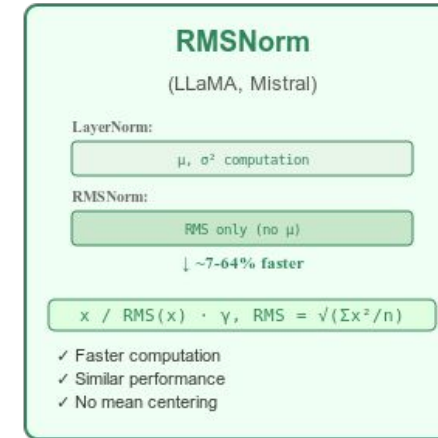 RMSNorm
(LLaMA, Mistral)
LayerNorm:
μ, σ² computation
RMSNorm:
RMS only (no μ)
↓ ~7-64% faster
x / RMS(x) · γ, RMS = √(Σx²/n)
✓ Faster computation
✓ Similar performance
✓ No mean centering